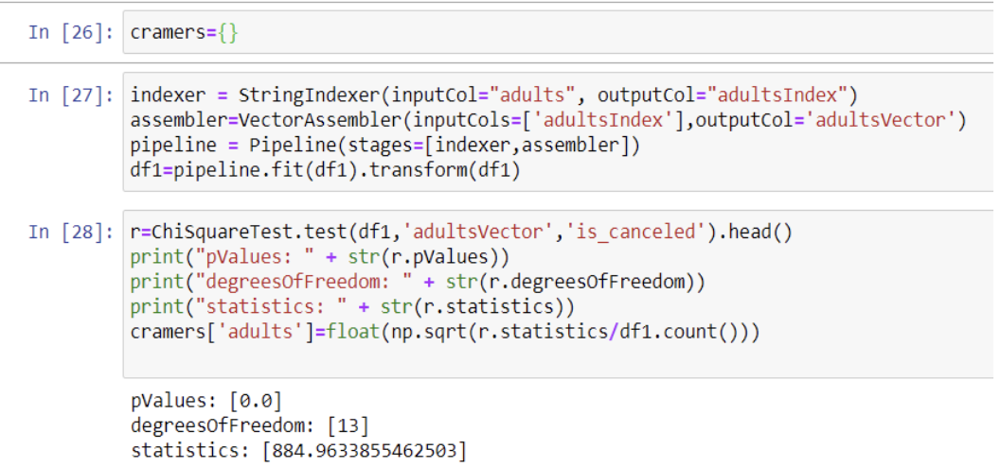 In [26]: cramers={}
In [27]: indexer = StringIndexer(inputCol="adults", outputCol="adultsIndex")
assembler=VectorAssembler(inputCols=['adultsIndex'],outputCol='adultsVector')
pipeline = Pipeline(stages=[indexer,assembler])
df1=pipeline.fit(df1).transform(df1)
In [28]: r=ChiSquareTest.test(df1,'adultsVector','is_canceled').head()
print("pValues: " + str(r.pValues))
print("degreesOfFreedom: " + str(r.degreesOfFreedom))
print("statistics: " + str(r.statistics))
cramers['adults']=float(np.sqrt(r.statistics/df1.count()))
pValues: [0.0]
degreesOfFreedom: [13]
statistics: [884.9633855462503]